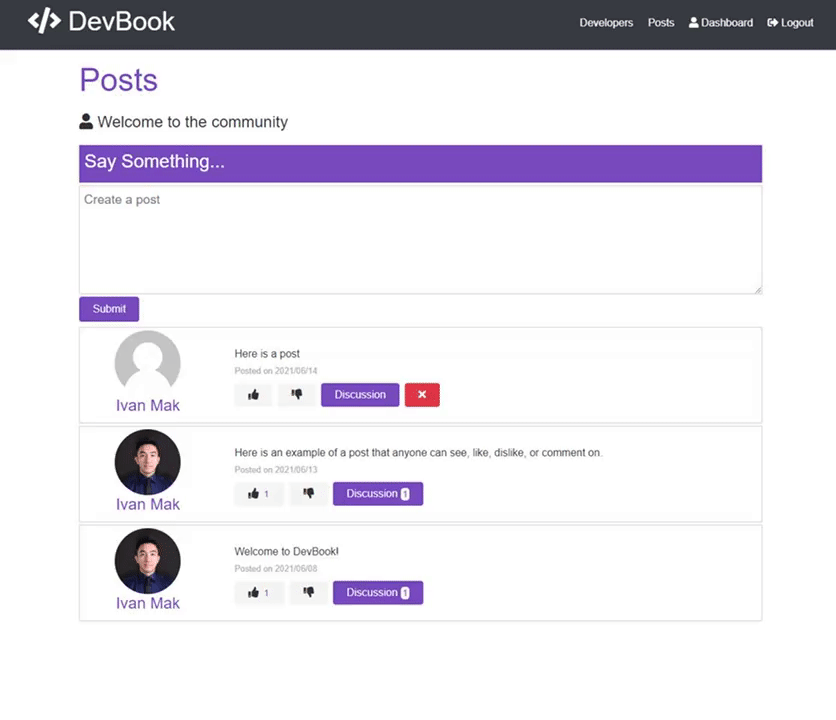 </> DevBook
Developers Posts Dashboard Logout
Posts
Welcome to the community
Say Something...
Create a post
Submit
Here is a post
Posted on 2021/06/14
Discussion
Ivan Mak
Here is an example of a post that anyone can see, like, dislike, or comment on.
Posted on 2021/06/13
1 Discussion 1
Ivan Mak
Welcome to DevBook!
Posted on 2021/06/08
1 Discussion 1
Ivan Mak